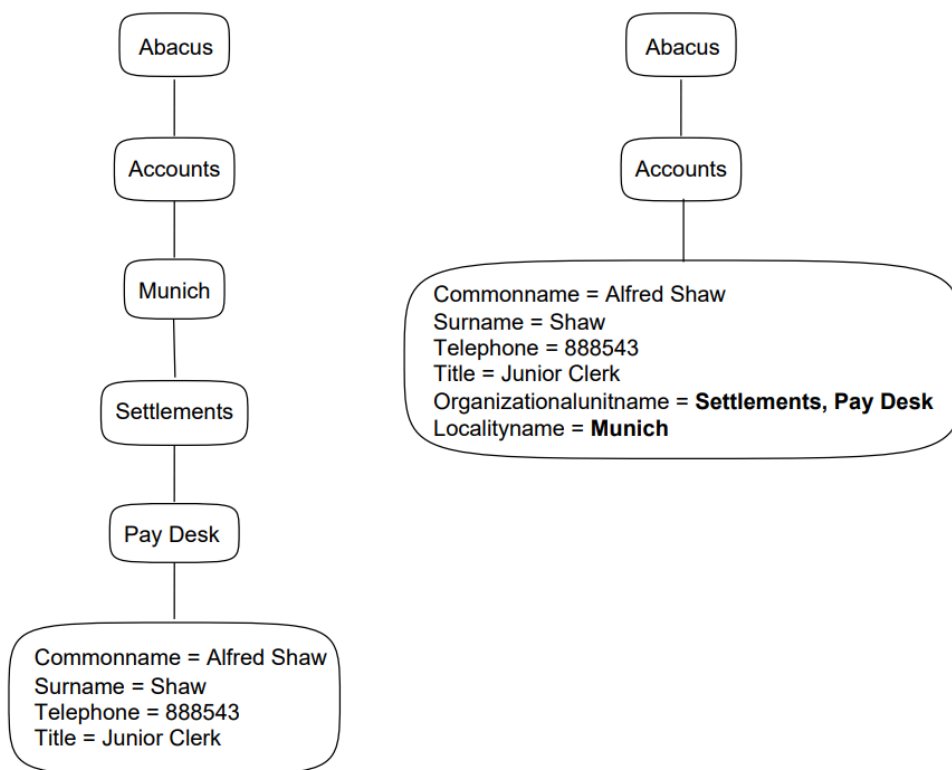 Abacus
Accounts
Munich
Settlements
Pay Desk
Commonname = Alfred Shaw
Surname = Shaw
Telephone = 888543
Title = Junior Clerk
Abacus
Accounts
Commonname = Alfred Shaw
Surname = Shaw
Telephone = 888543
Title = Junior Clerk
Organizationalunitname = Settlements, Pay Desk
Localityname = Munich